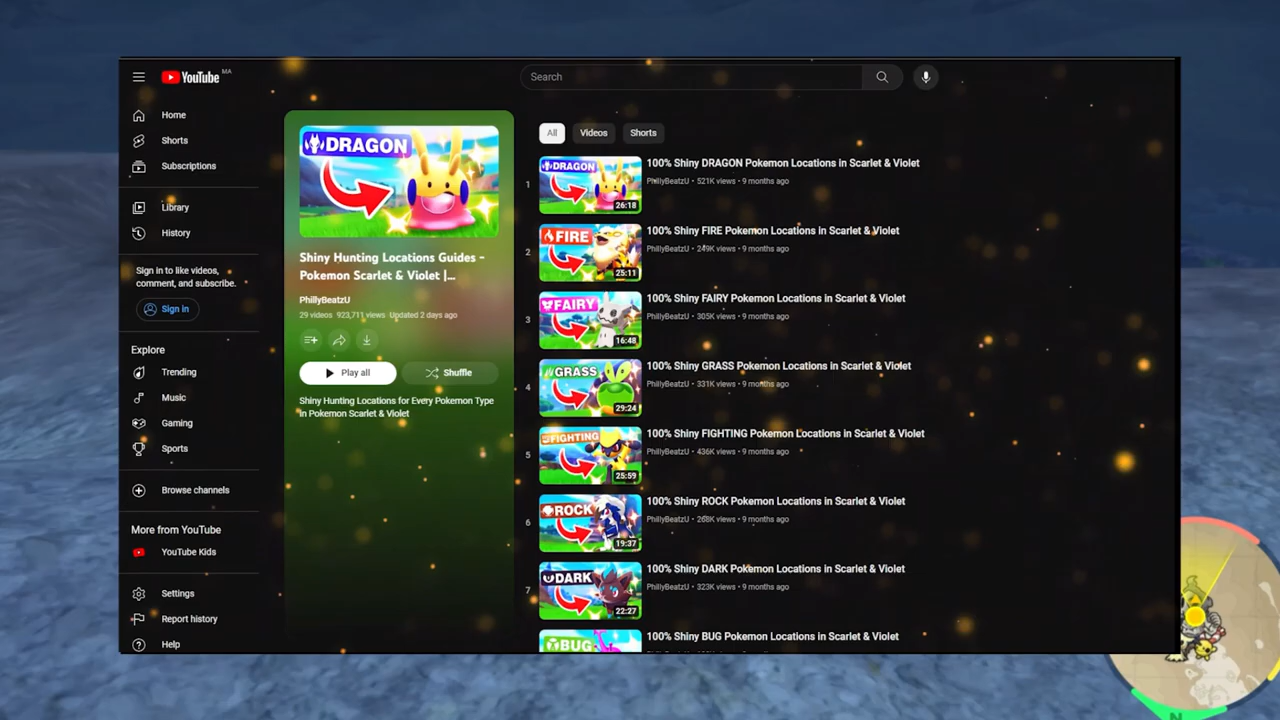 YouTube MA
Search
Home
Shorts
Subscriptions
Library
History
Sign in to like videos,
comment, and subscribe.
Sign in
Explore
Trending
Music
Gaming
Sports
Browse channels
More from YouTube
YouTube Kids
Settings
Report history
Help
DRAGON
Shiny Hunting Locations Guides -
Pokemon Scarlet & Violet |...
PhillyBeatzU
29 videos 923,711 views Updated 2 days ago
Play all
Shuffle
Shiny Hunting Locations for Every Pokemon Type
in Pokemon Scarlet & Violet
All Videos Shorts
1
DRAGON
26:18
100% Shiny DRAGON Pokemon Locations in Scarlet & Violet
PhillyBeatzU • 521K views • 9 months ago
2
FIRE
25:11
100% Shiny FIRE Pokemon Locations in Scarlet & Violet
PhillyBeatzU • 249K views • 9 months ago
3
FAIRY
16:48
100% Shiny FAIRY Pokemon Locations in Scarlet & Violet
PhillyBeatzU • 305K views • 9 months ago
4
GRASS
29:24
100% Shiny GRASS Pokemon Locations in Scarlet & Violet
PhillyBeatzU • 331K views • 9 months ago
5
FIGHTING
25:59
100% Shiny FIGHTING Pokemon Locations in Scarlet & Violet
PhillyBeatzU • 436K views • 9 months ago
6
ROCK
19:37
100% Shiny ROCK Pokemon Locations in Scarlet & Violet
PhillyBeatzU • 268K views • 9 months ago
7
DARK
22:27
100% Shiny DARK Pokemon Locations in Scarlet & Violet
PhillyBeatzU • 323K views • 9 months ago
BUG
100% Shiny BUG Pokemon Locations in Scarlet & Violet
N